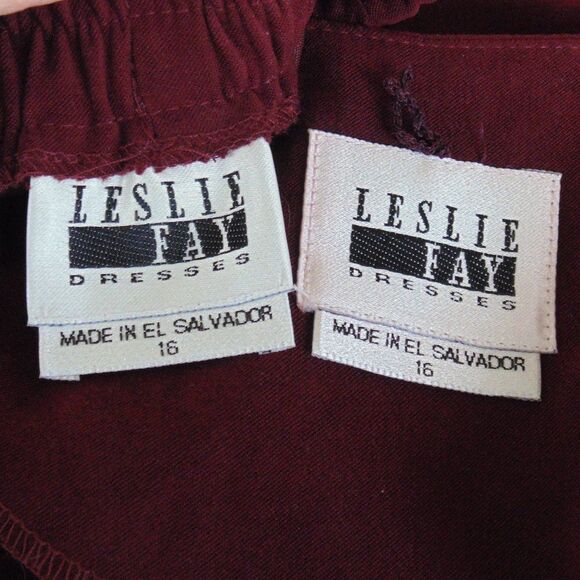 LESLIE
FAY
DRESSES
MADE IN EL SALVADOR
16
LESLIE
FAY
DRESSES
MADE IN EL SALVADOR
16